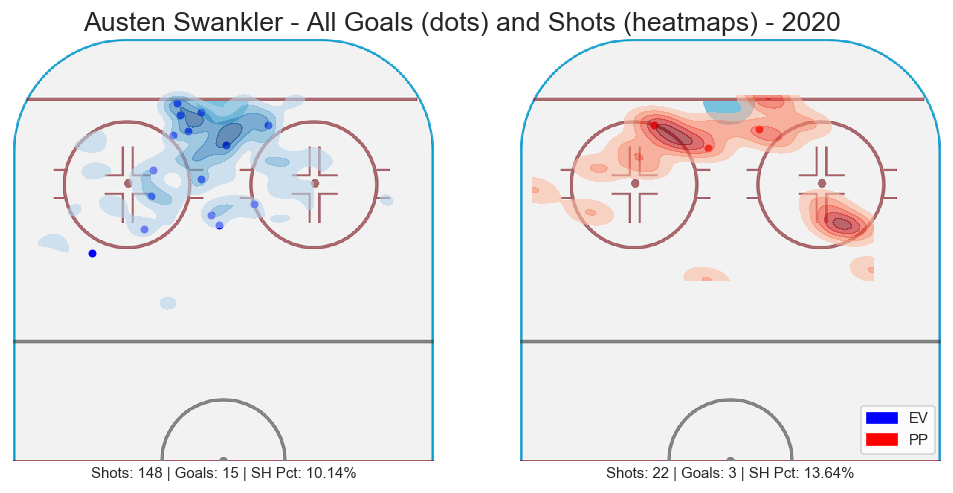 Austen Swankler - All Goals (dots) and Shots (heatmaps) - 2020
EV
PP
Shots: 148 | Goals: 15 | SH Pct: 10.14%
Shots: 22 | Goals: 3 | SH Pct: 13.64%